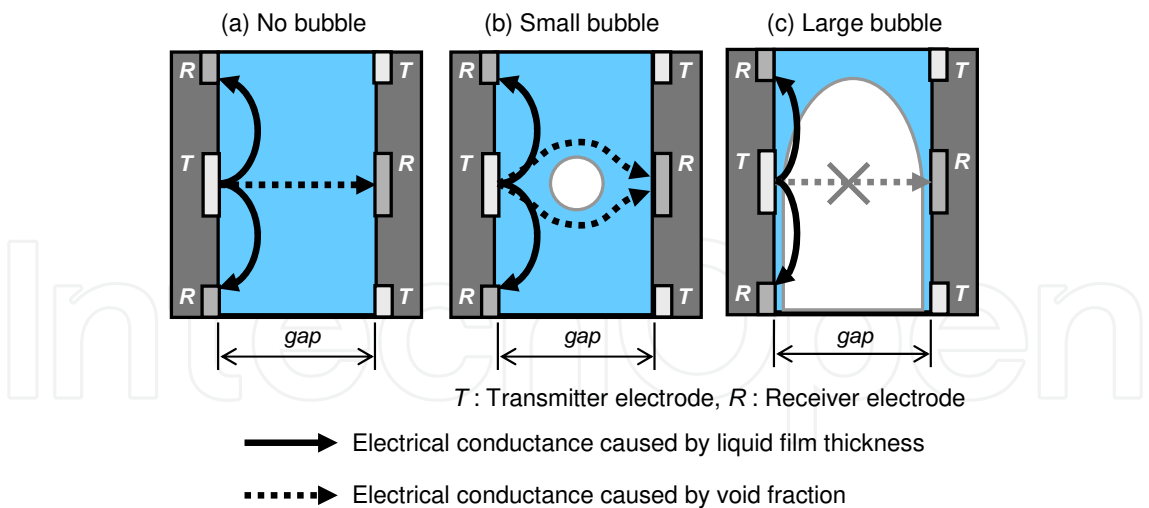 (a) No bubble (b) Small bubble (c) Large bubble
R T R T R T
T R T R T R
R T R T R T
gap gap gap
T : Transmitter electrode, R : Receiver electrode
Electrical conductance caused by liquid film thickness
Electrical conductance caused by void fraction
IntechOpen